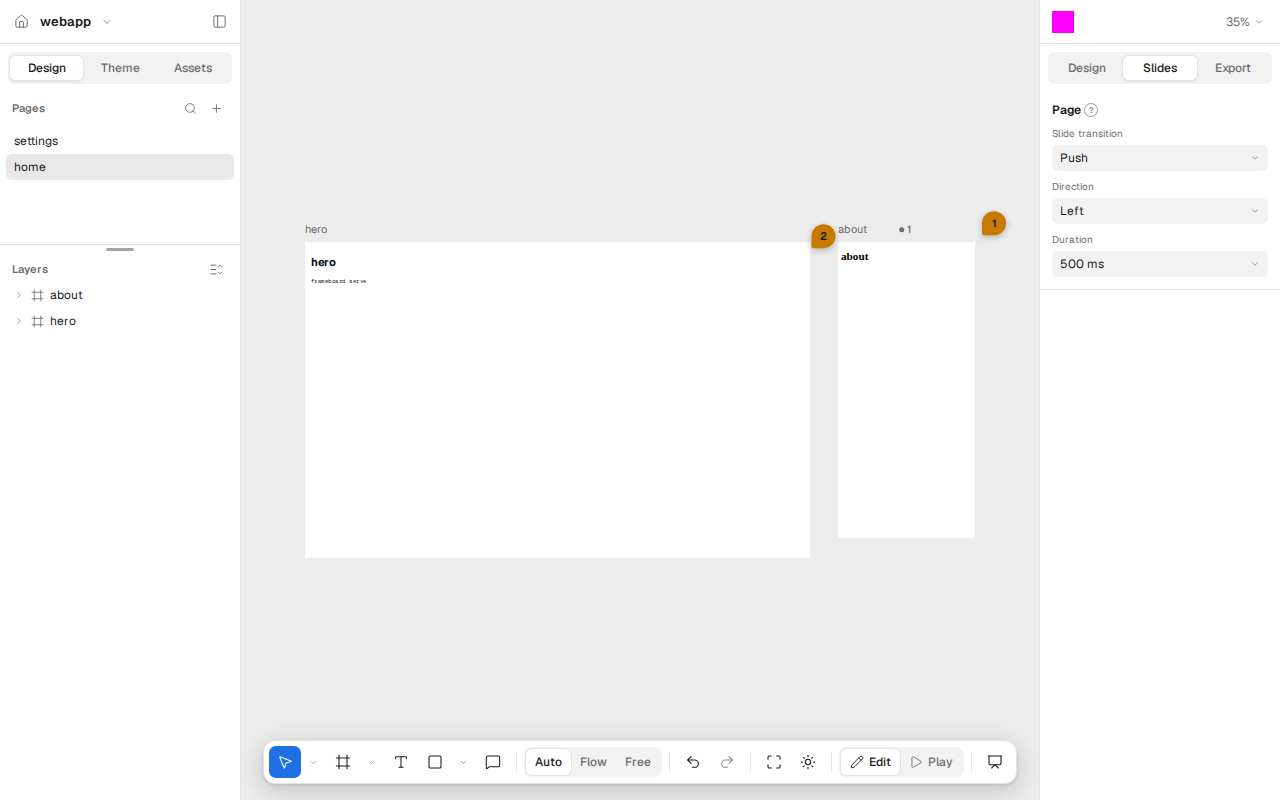 webapp
Design
Theme
Assets
Pages
settings
home
Layers
about
hero
hero
hero
frameboard serve
2
about
1
about
1
Auto
Flow
Free
Edit
Play
35%
Design
Slides
Export
Page ?
Slide transition
Push
Direction
Left
Duration
500 ms